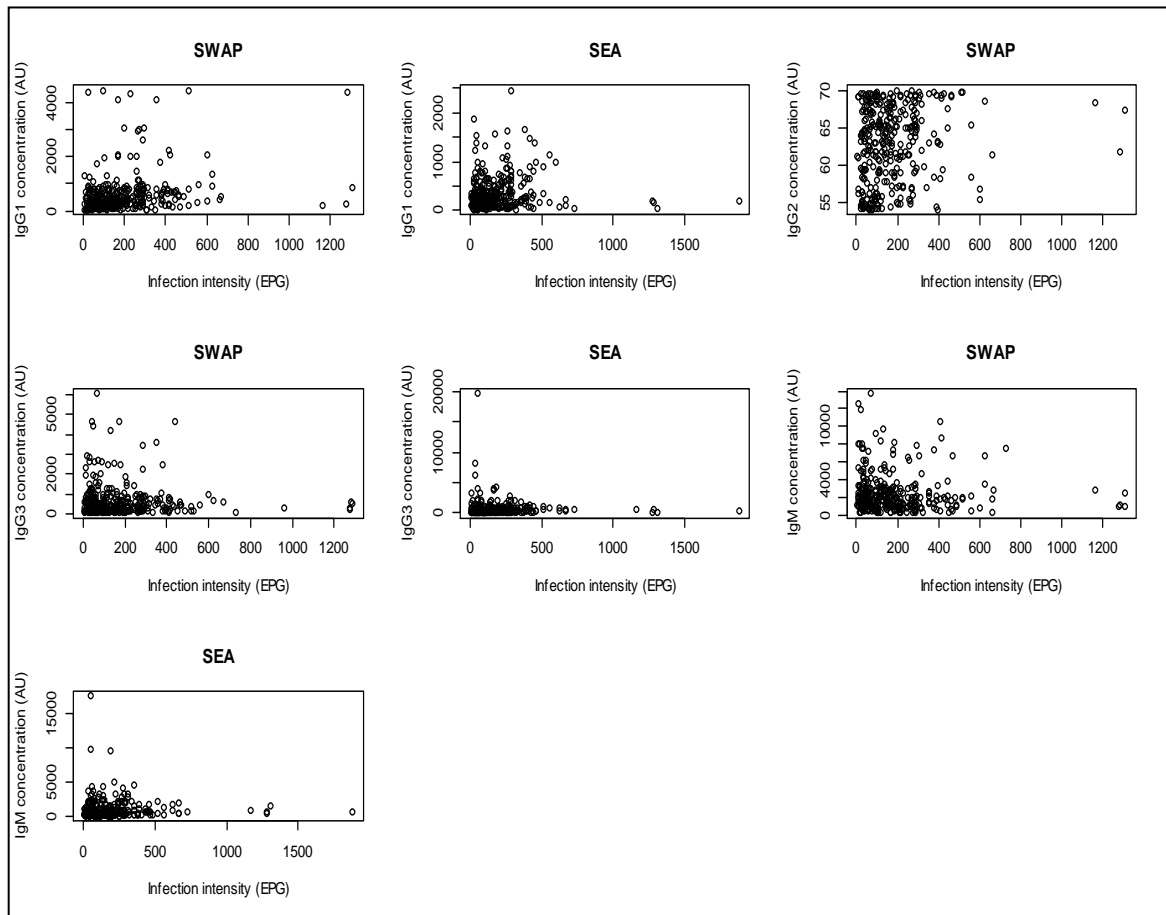 SWAP
IgG1 concentration (AU)
4000
2000
0
0 200 400 600 800 1000 1200
Infection intensity (EPG)
SEA
IgG1 concentration (AU)
2000
1000
0
0 500 1000 1500
Infection intensity (EPG)
SWAP
IgG2 concentration (AU)
70
65
60
55
0 200 400 600 800 1000 1200
Infection intensity (EPG)
SWAP
IgG3 concentration (AU)
5000
2000
0
0 200 400 600 800 1000 1200
Infection intensity (EPG)
SEA
IgG3 concentration (AU)
20000
10000
0
0 500 1000 1500
Infection intensity (EPG)
SWAP
IgM concentration (AU)
10000
4000
0
0 200 400 600 800 1000 1200
Infection intensity (EPG)
SEA
IgM concentration (AU)
15000
5000
0
0 500 1000 1500
Infection intensity (EPG)